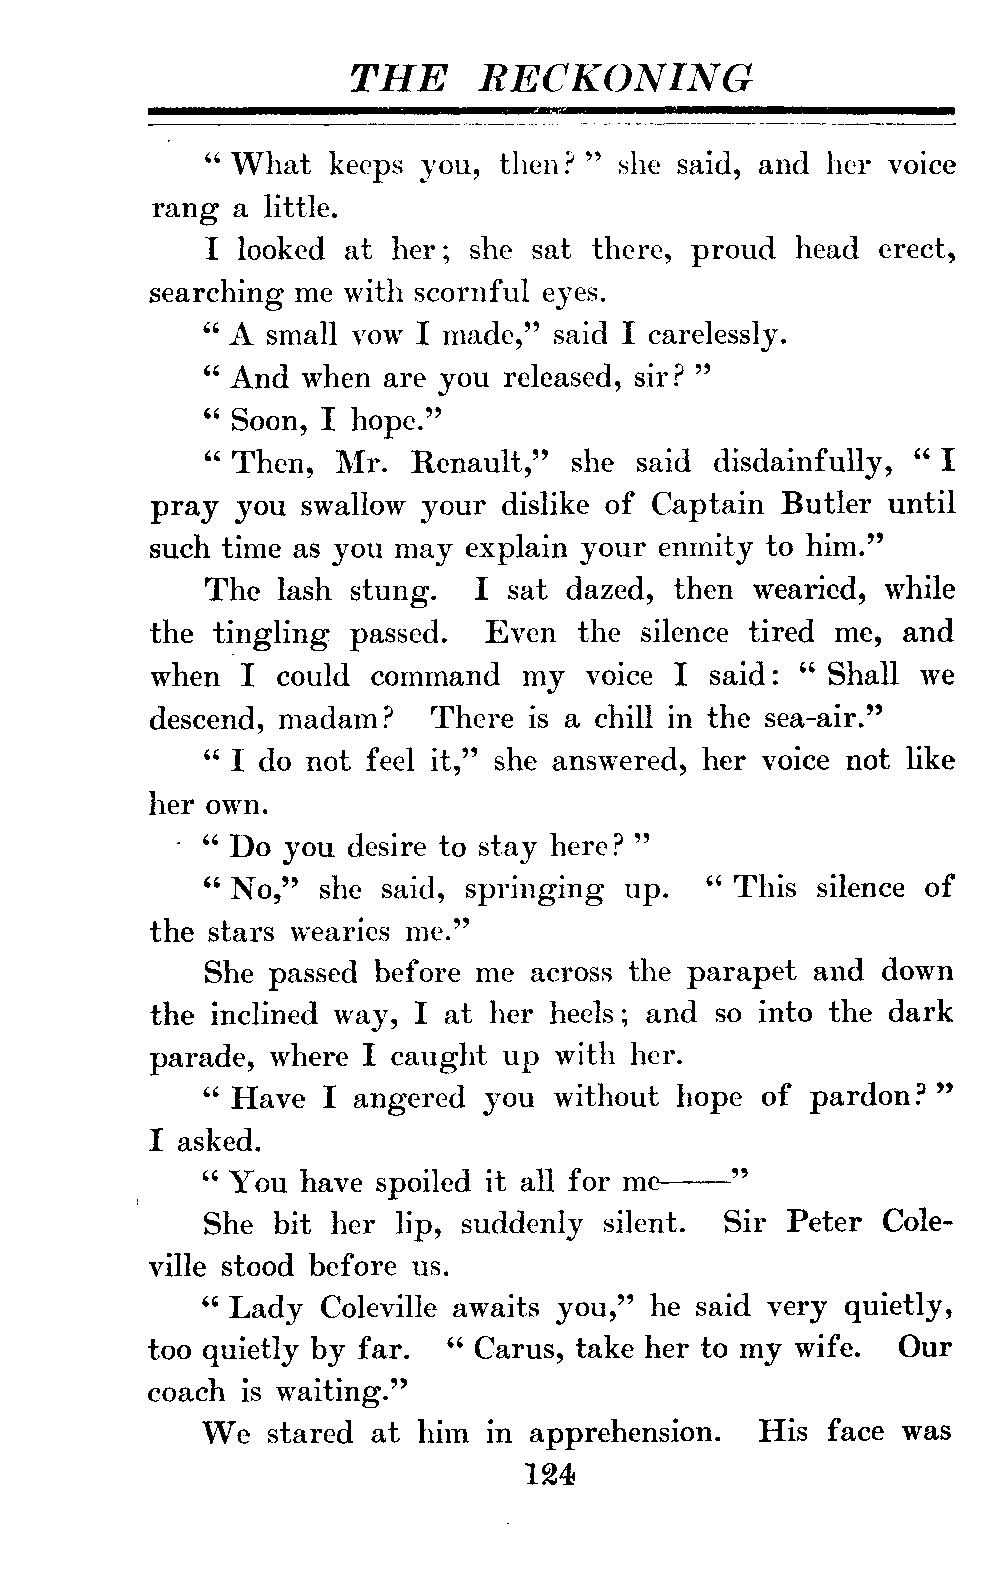 THE RECKONING
“ What keeps you, then? ” she said, and her voice
rang a little.
I looked at her; she sat there, proud head erect,
searching me with scornful eyes.
“ A small vow I made,” said I carelessly.
“ And when are you released, sir? ”
“ Soon, I hope.”
“ Then, Mr. Renault,” she said disdainfully, “ I
pray you swallow your dislike of Captain Butler until
such time as you may explain your enmity to him.”
The lash stung. I sat dazed, then wearied, while
the tingling passed. Even the silence tired me, and
when I could command my voice I said: “ Shall we
descend, madam? There is a chill in the sea-air.”
“ I do not feel it,” she answered, her voice not like
her own.
“ Do you desire to stay here? ”
“ No,” she said, springing up. “ This silence of
the stars wearies me.”
She passed before me across the parapet and down
the inclined way, I at her heels; and so into the dark
parade, where I caught up with her.
“ Have I angered you without hope of pardon? ”
I asked.
“ You have spoiled it all for me——”
She bit her lip, suddenly silent. Sir Peter Cole-
ville stood before us.
“ Lady Coleville awaits you,” he said very quietly,
too quietly by far. “ Carus, take her to my wife. Our
coach is waiting.”
We stared at him in apprehension. His face was
124